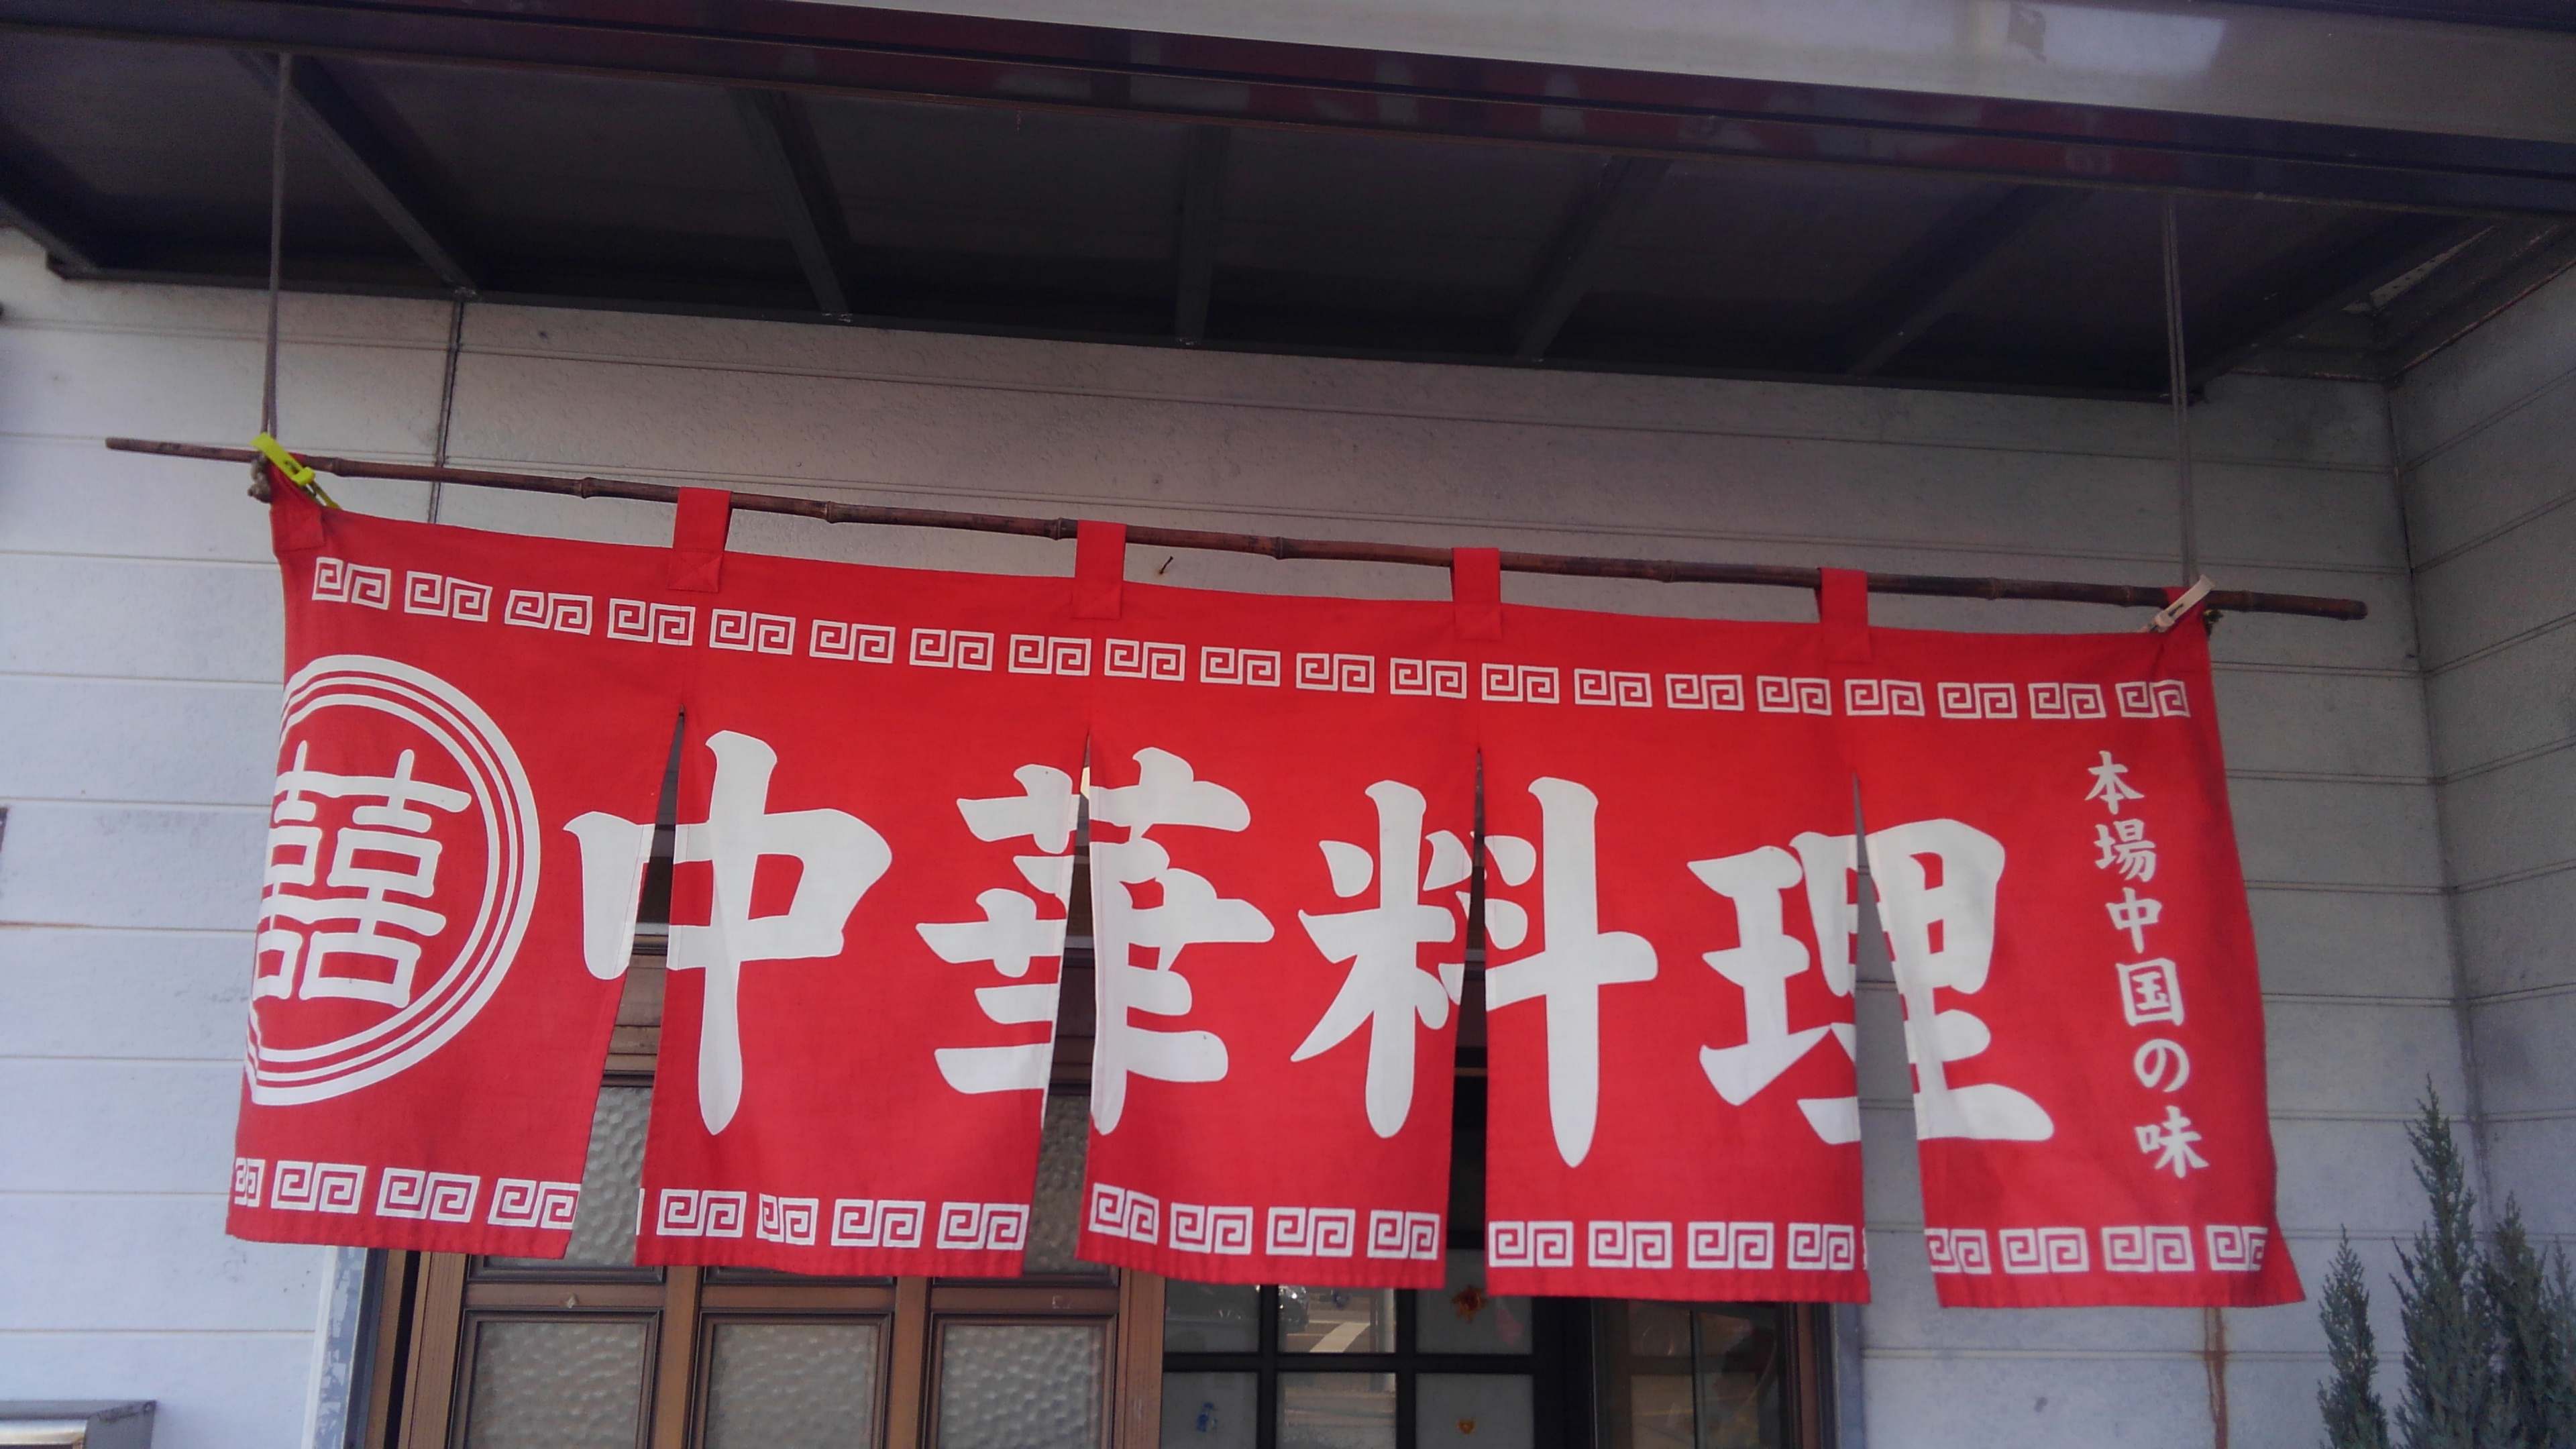 囍
中華料理
本場中国の味